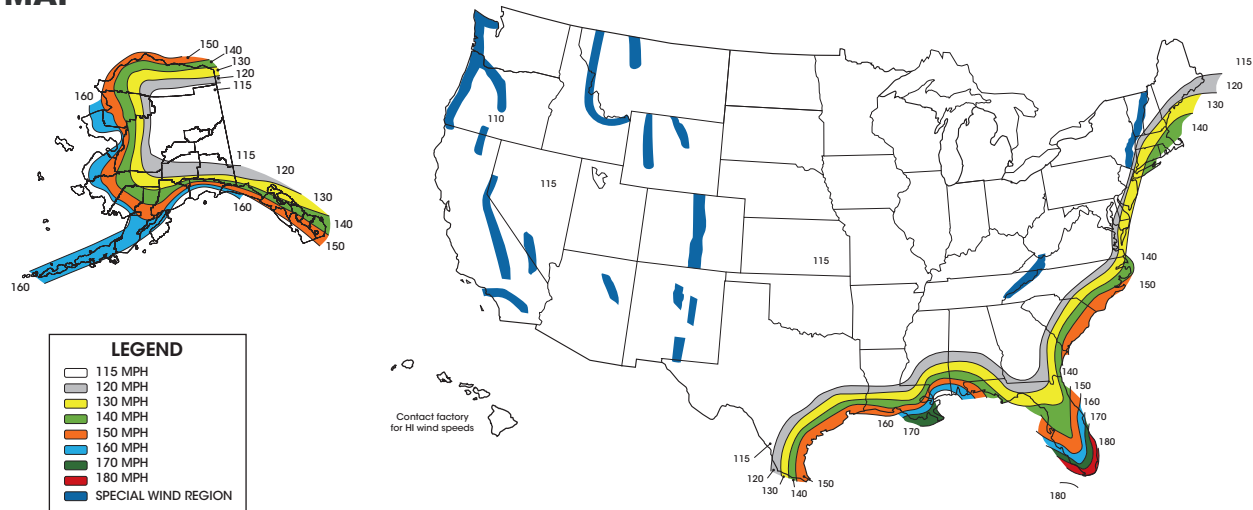 MAP
150
140
130
120
115
160
115
120
130
140
150
160
160
LEGEND
115 MPH
120 MPH
130 MPH
140 MPH
150 MPH
160 MPH
170 MPH
180 MPH
SPECIAL WIND REGION
Contact factory
for HI wind speeds
110
115
115
115
120
130
140
140
150
140
150
160
170
180
180
160
170
115
120
130
140
150